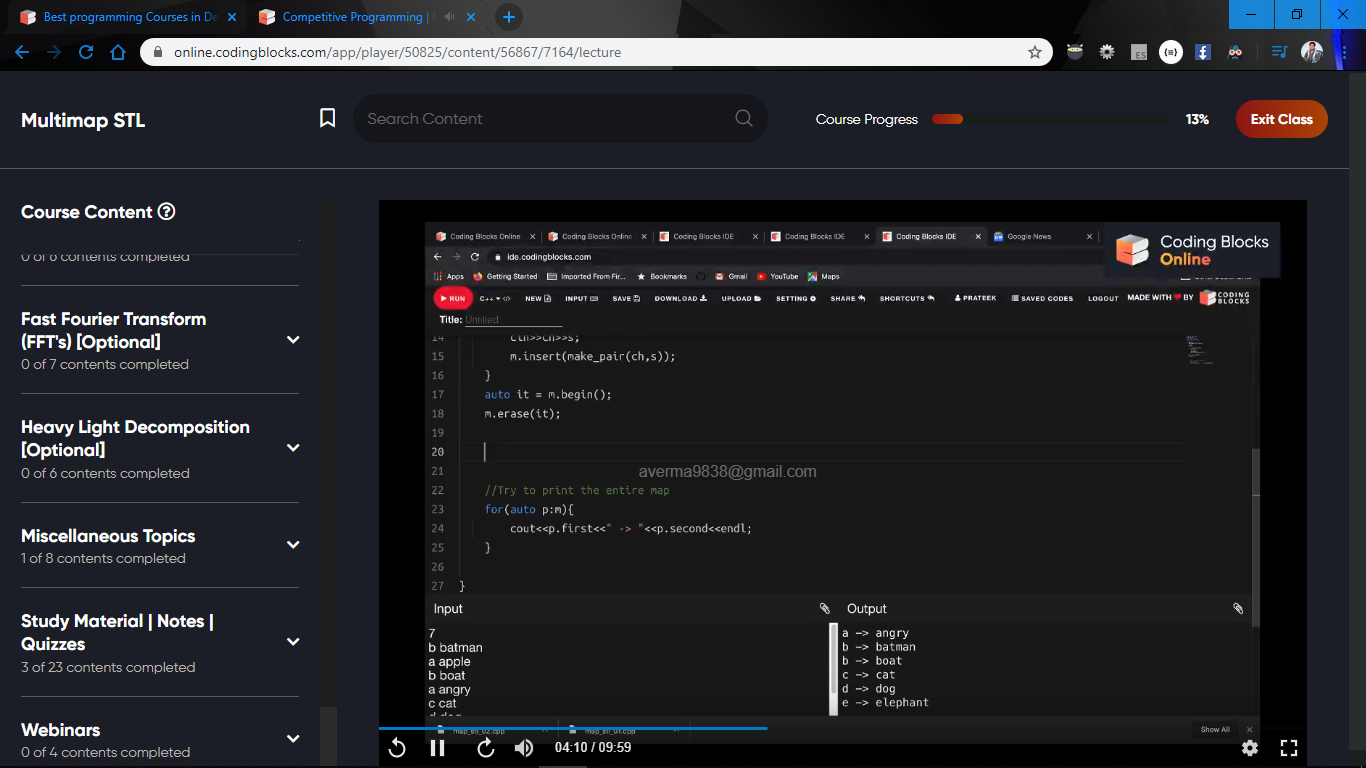 Best programming Courses in De
Competitive Programming |
online.codingblocks.com/app/player/50825/content/56867/7164/lecture
ES
Multimap STL
Search Content
Course Progress
13%
Exit Class
Course Content
0 of 6 contents completed
Fast Fourier Transform
(FFT's) [Optional]
0 of 7 contents completed
Heavy Light Decomposition
[Optional]
0 of 6 contents completed
Miscellaneous Topics
1 of 8 contents completed
Study Material | Notes |
Quizzes
3 of 23 contents completed
Webinars
0 of 4 contents completed
Coding Blocks Online
Coding Blocks Online
Coding Blocks IDE
Coding Blocks IDE
Coding Blocks IDE
Google News
Coding Blocks
Online
ide.codingblocks.com
Apps
Getting Started
Imported From Fir...
Bookmarks
Gmail
YouTube
Maps
RUN
C++
NEW
INPUT
SAVE
DOWNLOAD
UPLOAD
SETTING
SHARE
SHORTCUTS
PRATEEK
SAVED CODES
LOGOUT
MADE WITH BY
CODING
BLOCKS
Title: Untitled
14 cin>>ch>>s;
15 m.insert(make_pair(ch,s));
16 }
17 auto it = m.begin();
18 m.erase(it);
19
20
averma9838@gmail.com
21
22 //Try to print the entire map
23 for(auto p:m){
24 cout<<p.first<<" -> "<<p.second<<endl;
25 }
26
27 }
Input
7
b batman
a apple
b boat
a angry
c cat
d dog
Output
a -> angry
b -> batman
b -> boat
c -> cat
d -> dog
e -> elephant
map_stl_02.cpp
map_stl_01.cpp
Show All
04:10 / 09:59